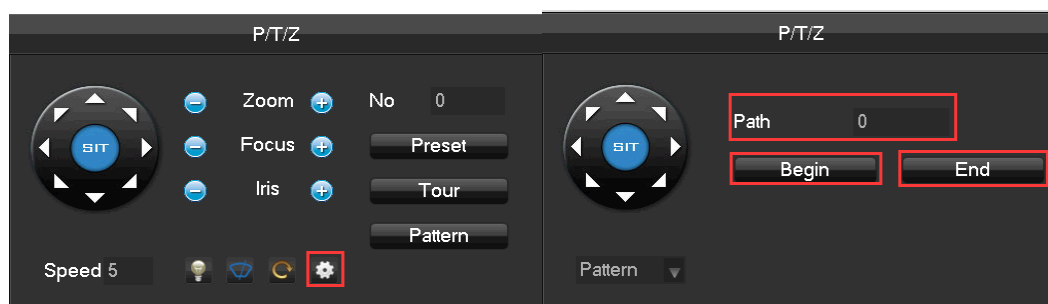 P/T/Z
Zoom No 0
SIT Focus Preset
Iris Tour
Pattern
Speed 5
P/T/Z
Path 0
SIT Begin End
Pattern